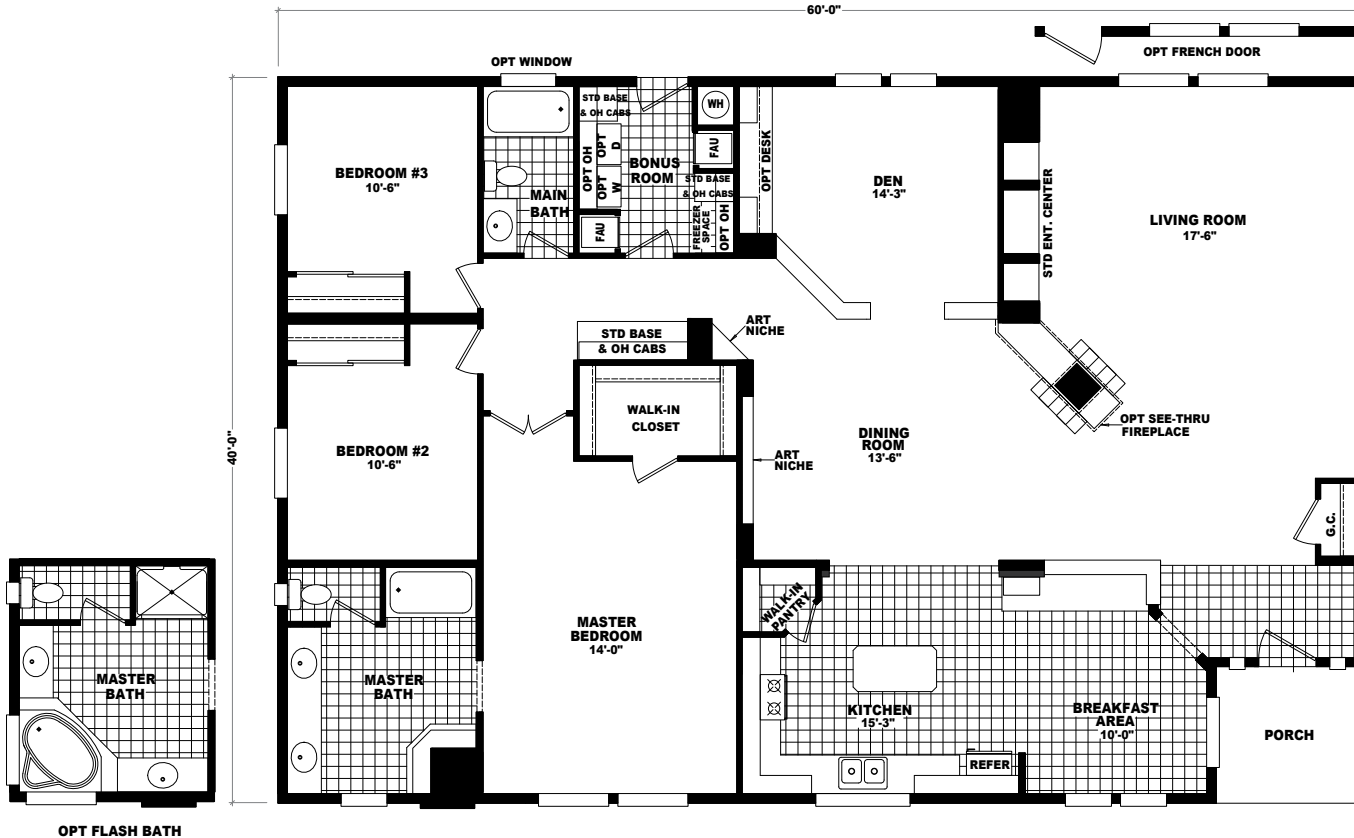 60'-0"
OPT FRENCH DOOR
OPT WINDOW
STD BASE
& OH CABS
WH
BEDROOM #3
10'-6"
OPT OH
OPT
D
OPT
W
BONUS
ROOM
FAU
OPT DESK
DEN
14'-3"
STD ENT. CENTER
LIVING ROOM
17'-6"
MAIN
BATH
STD BASE
& OH CABS
FREEZER
SPACE
OPT OH
FAU
ART
NICHE
STD BASE
& OH CABS
WALK-IN
CLOSET
OPT SEE-THRU
FIREPLACE
40'-0"
BEDROOM #2
10'-6"
DINING
ROOM
13'-6"
ART
NICHE
G.C.
WALK-IN
PANTRY
MASTER
BEDROOM
14'-0"
MASTER
BATH
MASTER
BATH
KITCHEN
15'-3"
BREAKFAST
AREA
10'-0"
PORCH
REFER
OPT FLASH BATH